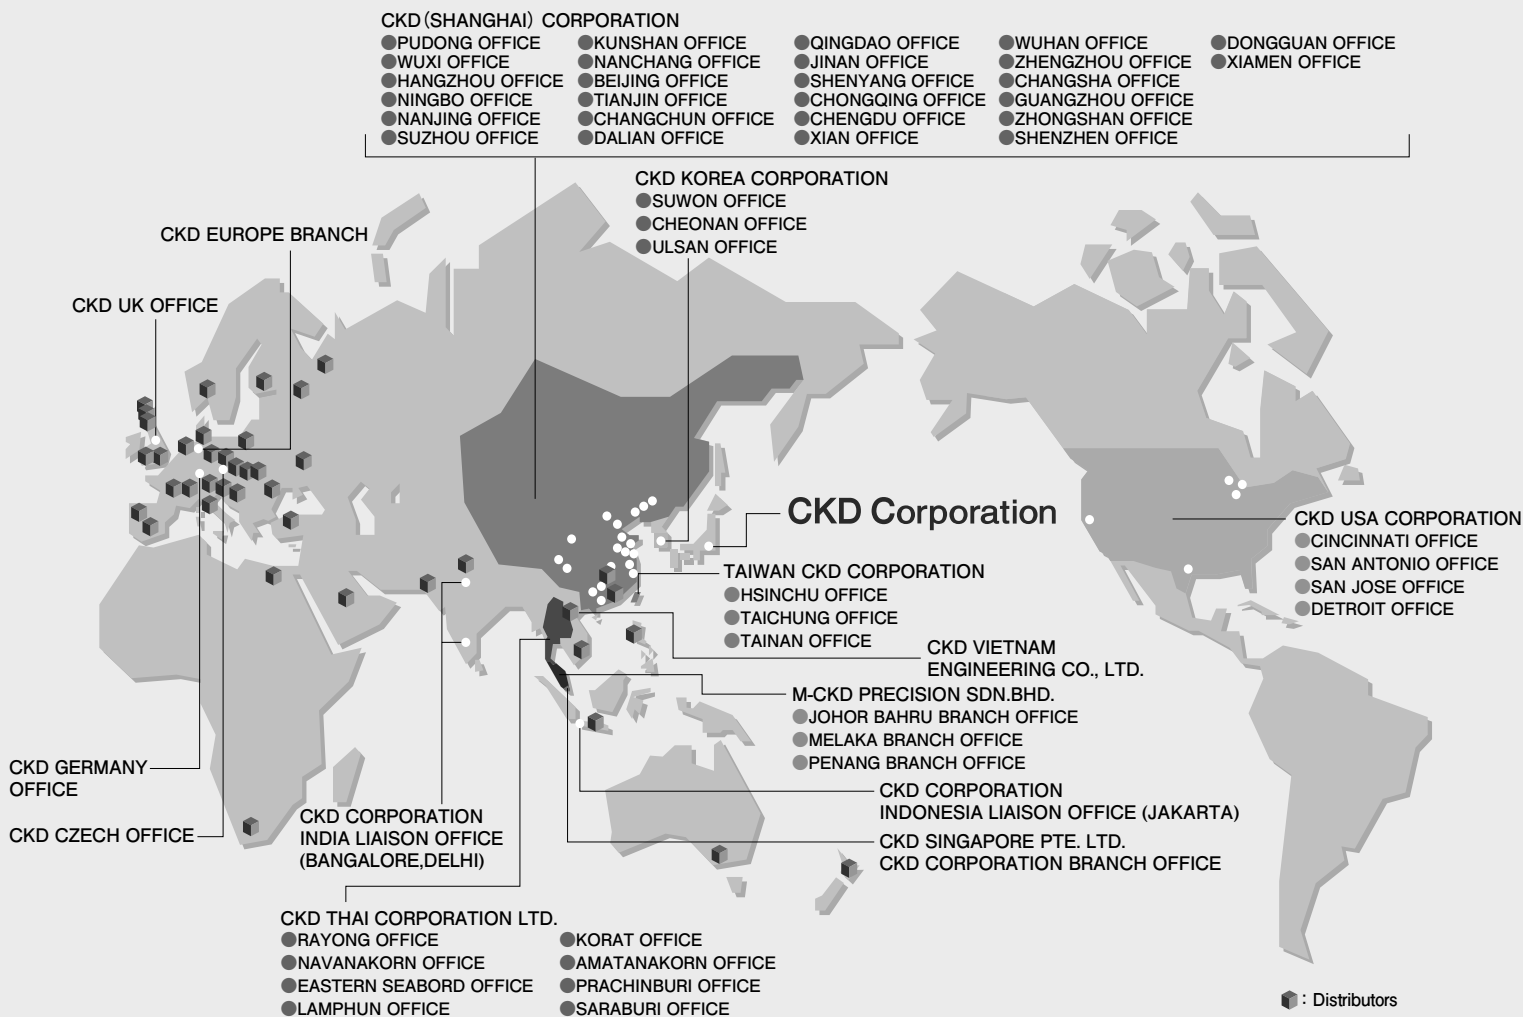 CKD(SHANGHAI) CORPORATION
●PUDONG OFFICE
●WUXI OFFICE
●HANGZHOU OFFICE
●NINGBO OFFICE
●NANJING OFFICE
●SUZHOU OFFICE
●KUNSHAN OFFICE
●NANCHANG OFFICE
●BEIJING OFFICE
●TIANJIN OFFICE
●CHANGCHUN OFFICE
●DALIAN OFFICE
●QINGDAO OFFICE
●JINAN OFFICE
●SHENYANG OFFICE
●CHONGQING OFFICE
●CHENGDU OFFICE
●XIAN OFFICE
●WUHAN OFFICE
●ZHENGZHOU OFFICE
●CHANGSHA OFFICE
●GUANGZHOU OFFICE
●ZHONGSHAN OFFICE
●SHENZHEN OFFICE
●DONGGUAN OFFICE
●XIAMEN OFFICE
CKD KOREA CORPORATION
●SUWON OFFICE
●CHEONAN OFFICE
●ULSAN OFFICE
CKD EUROPE BRANCH
CKD UK OFFICE
CKD Corporation
CKD USA CORPORATION
●CINCINNATI OFFICE
●SAN ANTONIO OFFICE
●SAN JOSE OFFICE
●DETROIT OFFICE
TAIWAN CKD CORPORATION
●HSINCHU OFFICE
●TAICHUNG OFFICE
●TAINAN OFFICE
CKD VIETNAM
ENGINEERING CO., LTD.
M-CKD PRECISION SDN.BHD.
●JOHOR BAHRU BRANCH OFFICE
●MELAKA BRANCH OFFICE
●PENANG BRANCH OFFICE
CKD GERMANY
OFFICE
CKD CZECH OFFICE
CKD CORPORATION
INDIA LIAISON OFFICE
(BANGALORE,DELHI)
CKD CORPORATION
INDONESIA LIAISON OFFICE (JAKARTA)
CKD SINGAPORE PTE. LTD.
CKD CORPORATION BRANCH OFFICE
CKD THAI CORPORATION LTD.
●RAYONG OFFICE
●NAVANAKORN OFFICE
●EASTERN SEABORD OFFICE
●LAMPHUN OFFICE
●KORAT OFFICE
●AMATANAKORN OFFICE
●PRACHINBURI OFFICE
●SARABURI OFFICE
: Distributors